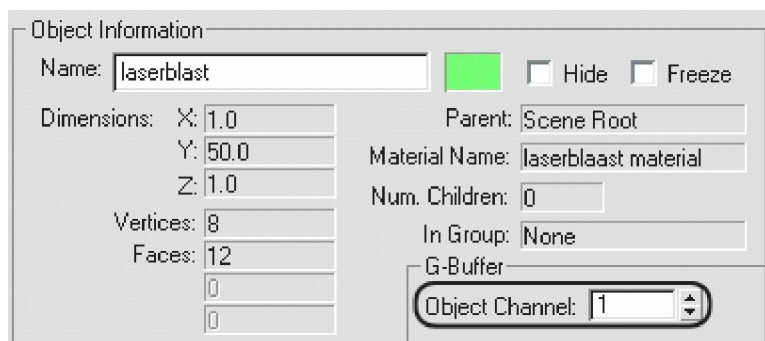 Object Information
Name: laserblast
Hide
Freeze
Dimensions: X: 1.0
Y: 50.0
Z: 1.0
Vertices: 8
Faces: 12
0
0
Parent: Scene Root
Material Name: laserblaast material
Num. Children: 0
In Group: None
G-Buffer
Object Channel: 1